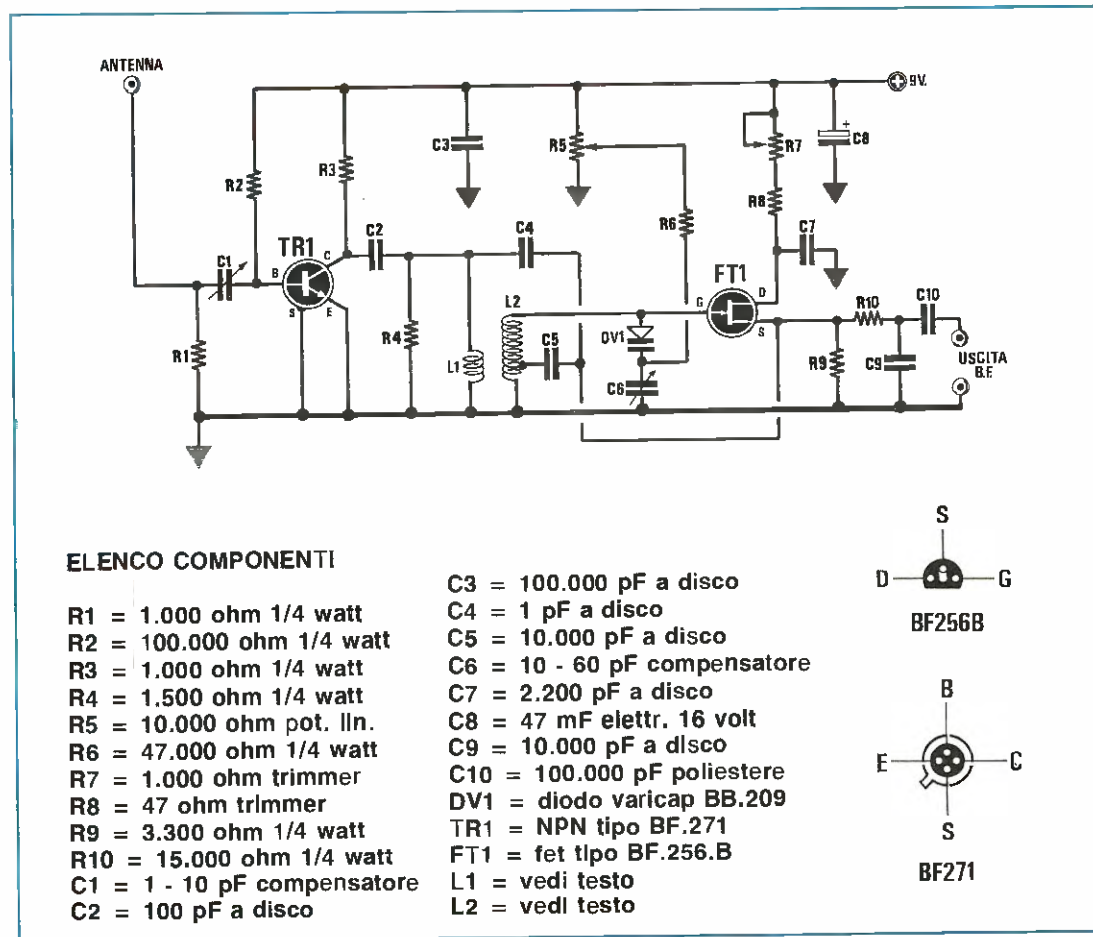 ANTENNA
9V.
C8
R7
R5
C3
R3
R2
R8
R6
C7
C4
C2
TR1
C1
B
C
S
E
FT1
G
D
S
R10
C10
L2
DV1
R4
L1
C5
C6
R1
R9
C9
USCITA
B.F.
ELENCO COMPONENTI
R1 = 1.000 ohm 1/4 watt
R2 = 100.000 ohm 1/4 watt
R3 = 1.000 ohm 1/4 watt
R4 = 1.500 ohm 1/4 watt
R5 = 10.000 ohm pot. lin.
R6 = 47.000 ohm 1/4 watt
R7 = 1.000 ohm trimmer
R8 = 47 ohm trimmer
R9 = 3.300 ohm 1/4 watt
R10 = 15.000 ohm 1/4 watt
C1 = 1 - 10 pF compensatore
C2 = 100 pF a disco
C3 = 100.000 pF a disco
C4 = 1 pF a disco
C5 = 10.000 pF a disco
C6 = 10 - 60 pF compensatore
C7 = 2.200 pF a disco
C8 = 47 mF elettr. 16 volt
C9 = 10.000 pF a disco
C10 = 100.000 pF poliestere
DV1 = diodo varicap BB.209
TR1 = NPN tipo BF.271
FT1 = fet tipo BF.256.B
L1 = vedi testo
L2 = vedi testo
S
D
G
BF256B
B
E
C
S
BF271